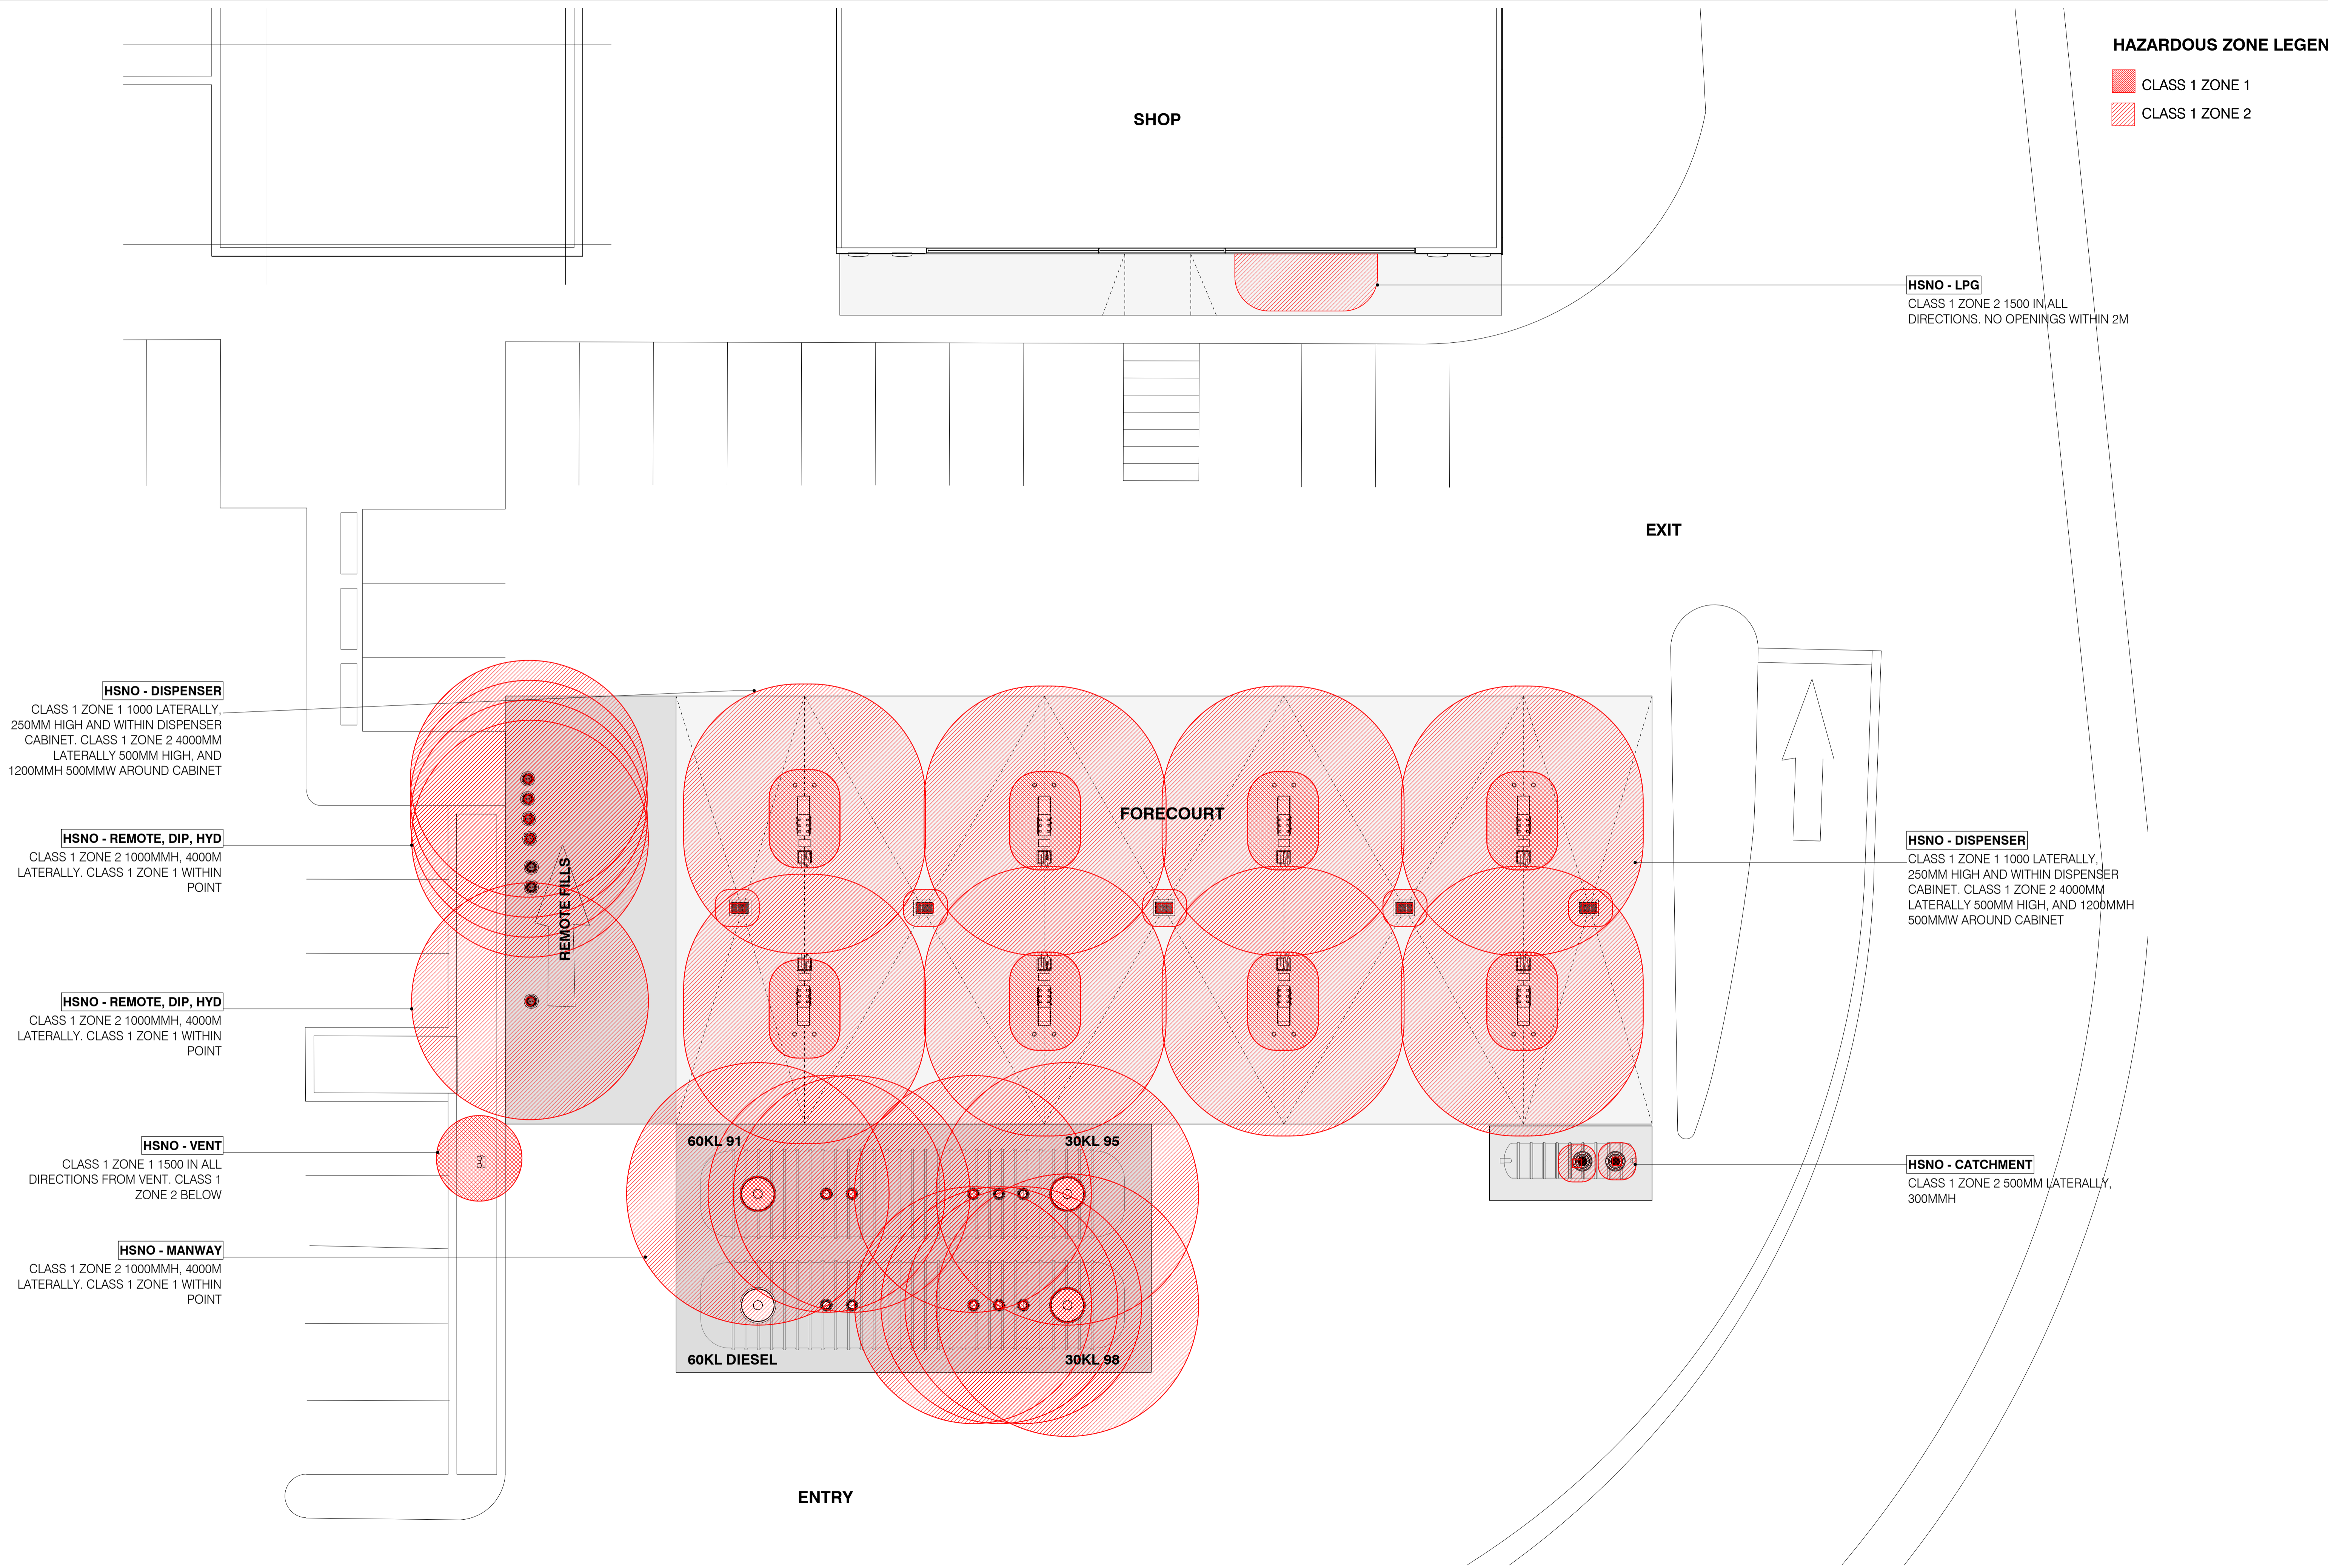 HAZARDOUS ZONE LEGEN
CLASS 1 ZONE 1
CLASS 1 ZONE 2
SHOP
HSNO - LPG
CLASS 1 ZONE 2 1500 IN ALL
DIRECTIONS. NO OPENINGS WITHIN 2M
EXIT
HSNO - DISPENSER
CLASS 1 ZONE 1 1000 LATERALLY,
250MM HIGH AND WITHIN DISPENSER
CABINET. CLASS 1 ZONE 2 4000MM
LATERALLY 500MM HIGH, AND
1200MMH 500MMW AROUND CABINET
HSNO - REMOTE, DIP, HYD
CLASS 1 ZONE 2 1000MMH, 4000M
LATERALLY. CLASS 1 ZONE 1 WITHIN
POINT
HSNO - REMOTE, DIP, HYD
CLASS 1 ZONE 2 1000MMH, 4000M
LATERALLY. CLASS 1 ZONE 1 WITHIN
POINT
HSNO - VENT
CLASS 1 ZONE 1 1500 IN ALL
DIRECTIONS FROM VENT. CLASS 1
ZONE 2 BELOW
HSNO - MANWAY
CLASS 1 ZONE 2 1000MMH, 4000M
LATERALLY. CLASS 1 ZONE 1 WITHIN
POINT
REMOTE FILLS
FORECOURT
HSNO - DISPENSER
CLASS 1 ZONE 1 1000 LATERALLY,
250MM HIGH AND WITHIN DISPENSER
CABINET. CLASS 1 ZONE 2 4000MM
LATERALLY 500MM HIGH, AND 1200MMH
500MMW AROUND CABINET
60KL 91
30KL 95
HSNO - CATCHMENT
CLASS 1 ZONE 2 500MM LATERALLY,
300MMH
60KL DIESEL
30KL 98
ENTRY